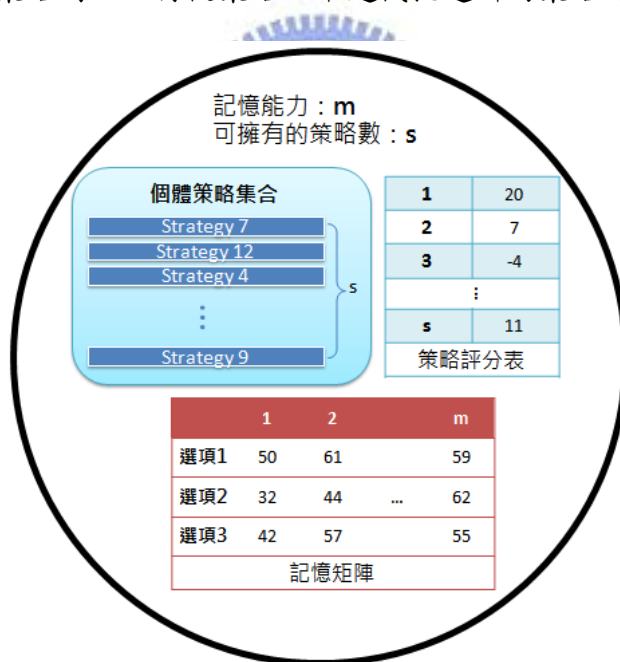 記憶能力：m
可擁有的策略數：s
個體策略集合
Strategy 7
Strategy 12
Strategy 4
⋮
Strategy 9
s
1 20
2 7
3 -4
⋮
s 11
策略評分表
1 2 m
選項1 50 61 59
選項2 32 44 ... 62
選項3 42 57 55
記憶矩陣